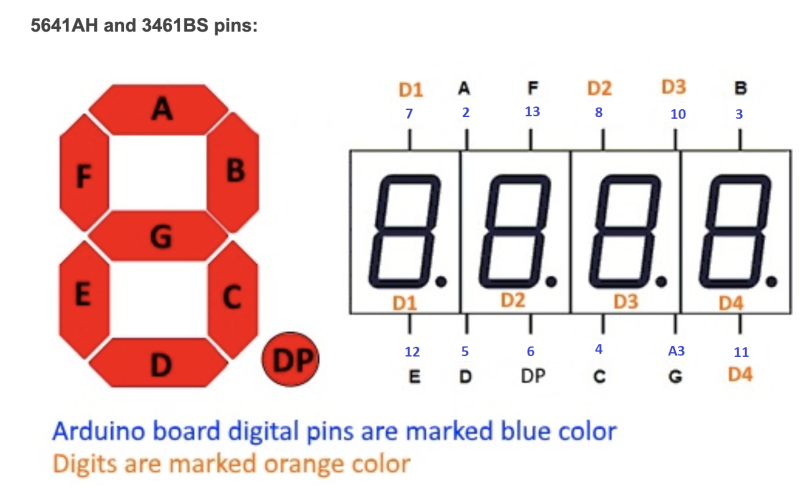 5641AH and 3461BS pins:
D1 A F D2 D3 B
7 2 13 8 10 3
A
F B
G
E C
D
DP
D1 D2 D3 D4
12 5 6 4 A3 11
E D DP C G D4
Arduino board digital pins are marked blue color
Digits are marked orange color